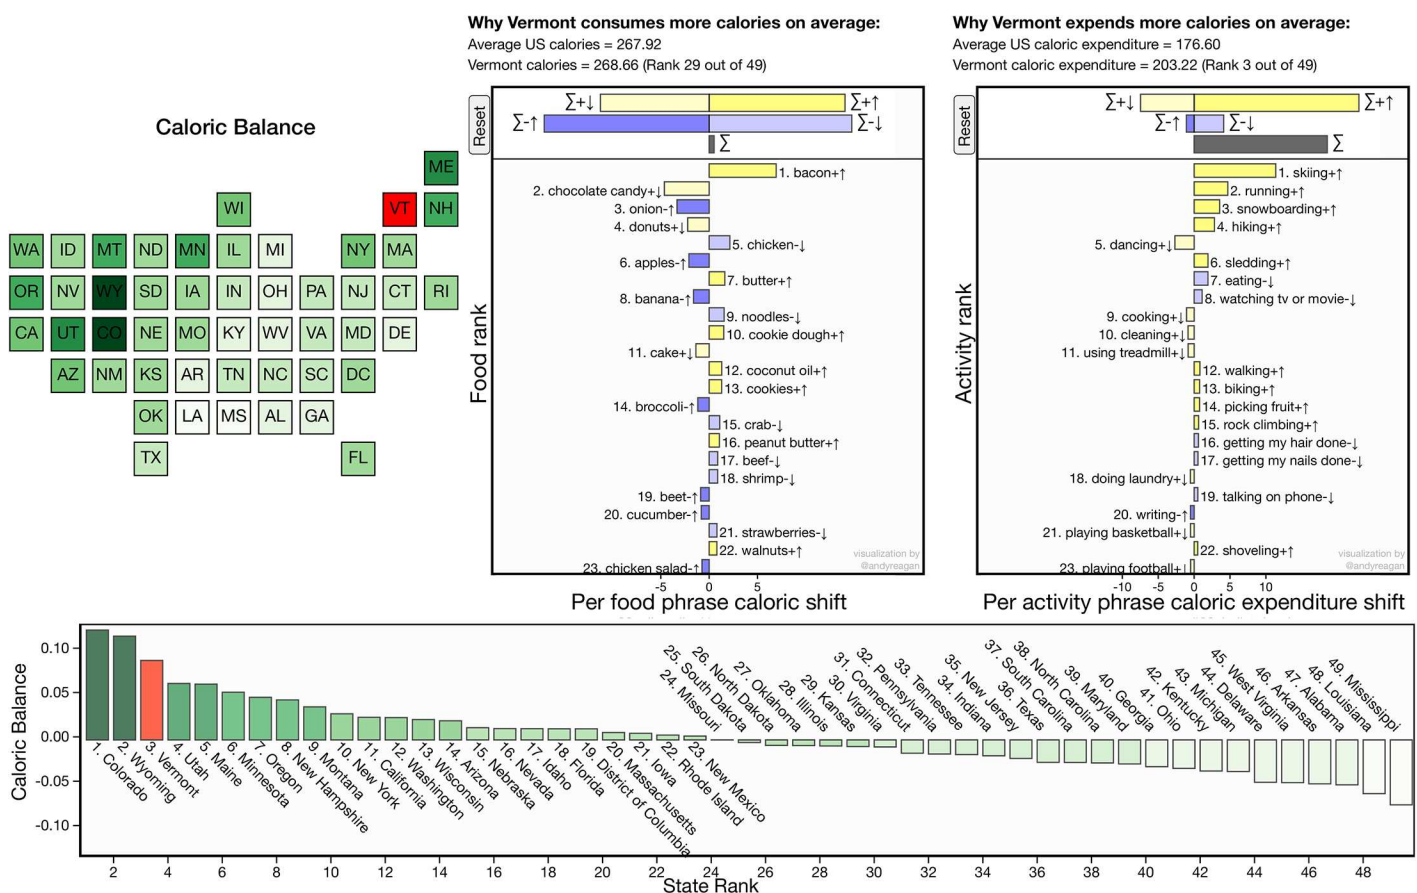 Why Vermont consumes more calories on average:
Average US calories = 267.92
Vermont calories = 268.66 (Rank 29 out of 49)
Why Vermont expends more calories on average:
Average US caloric expenditure = 176.60
Vermont caloric expenditure = 203.22 (Rank 3 out of 49)
Caloric Balance
ME
WI VT NH
WA ID MT ND MN IL MI NY MA
OR NV WY SD IA IN OH PA NJ CT RI
CA UT CO NE MO KY WV VA MD DE
AZ NM KS AR TN NC SC DC
OK LA MS AL GA
TX FL
Reset
∑+↓ ∑+↑
∑-↑ ∑-↓
∑
Food rank
1. bacon+↑
2. chocolate candy+↓
3. onion-↑
4. donuts+↓
5. chicken-↓
6. apples-↑
7. butter+↑
8. banana-↑
9. noodles-↓
10. cookie dough+↑
11. cake+↓
12. coconut oil+↑
13. cookies+↑
14. broccoli-↑
15. crab-↓
16. peanut butter+↑
17. beef-↓
18. shrimp-↓
19. beet-↑
20. cucumber-↑
21. strawberries-↓
22. walnuts+↑
23. chicken salad-↑
visualization by
@andyreagan
-5 0 5
Per food phrase caloric shift
Reset
∑+↓ ∑+↑
∑-↑ ∑-↓
∑
Activity rank
1. skiing+↑
2. running+↑
3. snowboarding+↑
4. hiking+↑
5. dancing+↓
6. sledding+↑
7. eating-↓
8. watching tv or movie-↓
9. cooking+↓
10. cleaning+↓
11. using treadmill+↓
12. walking+↑
13. biking+↑
14. picking fruit+↑
15. rock climbing+↑
16. getting my hair done-↓
17. getting my nails done-↓
18. doing laundry+↓
19. talking on phone-↓
20. writing-↑
21. playing basketball+↓
22. shoveling+↑
23. playing football+↓
visualization by
@andyreagan
-10 -5 0 5 10
Per activity phrase caloric expenditure shift
Caloric Balance
0.10
0.05
0.00
-0.05
-0.10
1. Colorado
2. Wyoming
3. Vermont
4. Utah
5. Maine
6. Minnesota
7. Oregon
8. New Hampshire
9. Montana
10. New York
11. California
12. Washington
13. Wisconsin
14. Arizona
15. Nebraska
16. Nevada
17. Idaho
18. Florida
19. District of Columbia
20. Massachusetts
21. Iowa
22. Rhode Island
23. New Mexico
24. Missouri
25. South Dakota
26. North Dakota
27. Oklahoma
28. Illinois
29. Kansas
30. Virginia
31. Connecticut
32. Pennsylvania
33. Tennessee
34. Indiana
35. New Jersey
36. Texas
37. South Carolina
38. North Carolina
39. Maryland
40. Georgia
41. Ohio
42. Kentucky
43. Michigan
44. Delaware
45. West Virginia
46. Arkansas
47. Alabama
48. Louisiana
49. Mississippi
2 4 6 8 10 12 14 16 18 20 22 24 26 28 30 32 34 36 38 40 42 44 46 48
State Rank